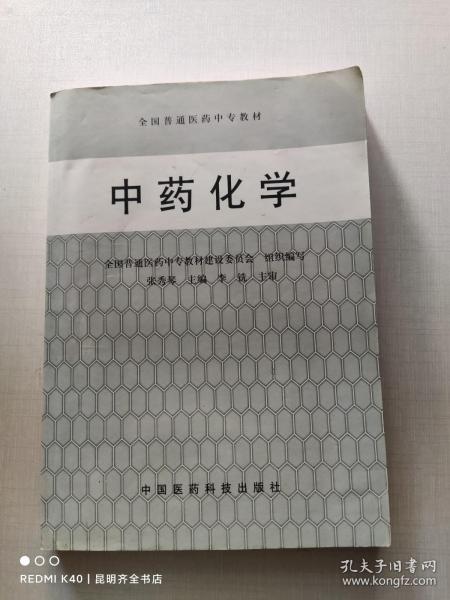 全国普通医药中专教材
中药化学
全国普通医药中专教材建设委员会 组织编写
张秀琴 主编 李 铣 主审
中国医药科技出版社
REDMI K40 | 昆明齐全书店
孔夫子旧书网
www.kongfz.com